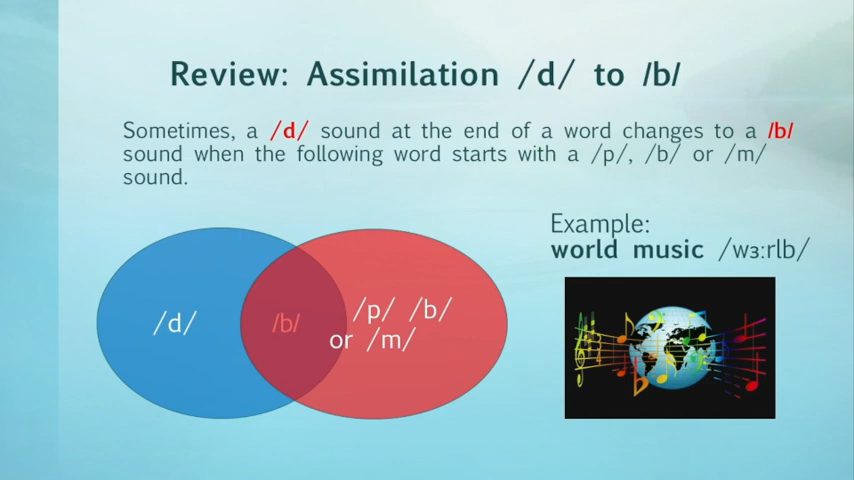 Review: Assimilation /d/ to /b/
Sometimes, a /d/ sound at the end of a word changes to a /b/
sound when the following word starts with a /p/, /b/ or /m/
sound.
Example:
world music /wɜ:rlb/
/d/
/b/
/p/ /b/
or /m/